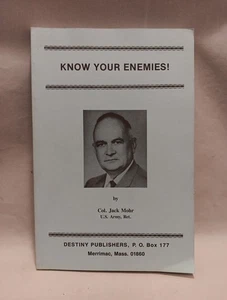 KNOW YOUR ENEMIES!
by
Col. Jack Mohr
U.S. Army, Ret.
DESTINY PUBLISHERS, P. O. Box 177
Merrimac, Mass. 01860